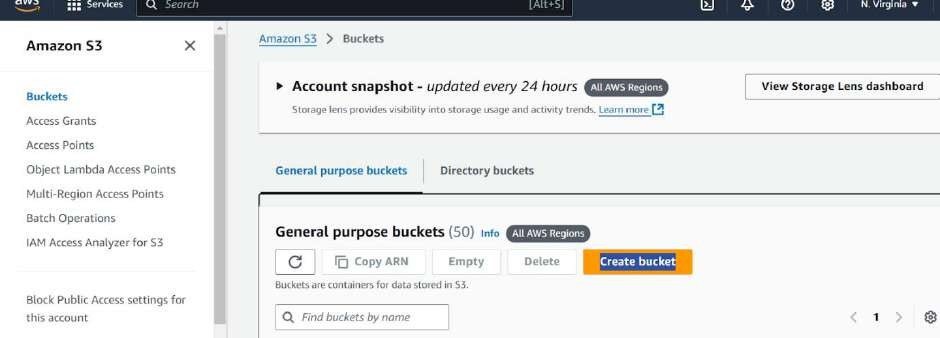 aws
Services
Search
[Alt+S]
N. Virginia
Amazon S3
Buckets
Access Grants
Access Points
Object Lambda Access Points
Multi-Region Access Points
Batch Operations
IAM Access Analyzer for S3
Block Public Access settings for
this account
Amazon S3 > Buckets
Account snapshot - updated every 24 hours All AWS Regions
View Storage Lens dashboard
Storage lens provides visibility into storage usage and activity trends. Learn more
General purpose buckets
Directory buckets
General purpose buckets (50) Info All AWS Regions
Copy ARN
Empty
Delete
Create bucket
Buckets are containers for data stored in S3.
Find buckets by name
1